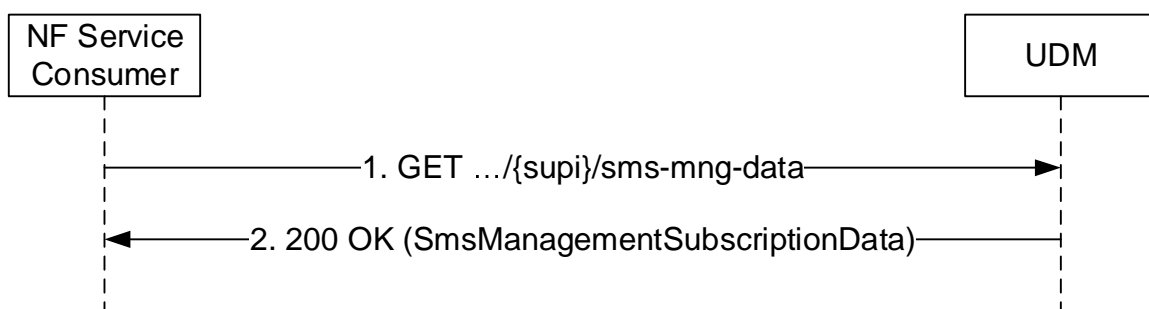 NF Service
Consumer
UDM
1. GET …/{supi}/sms-mng-data
2. 200 OK (SmsManagementSubscriptionData)